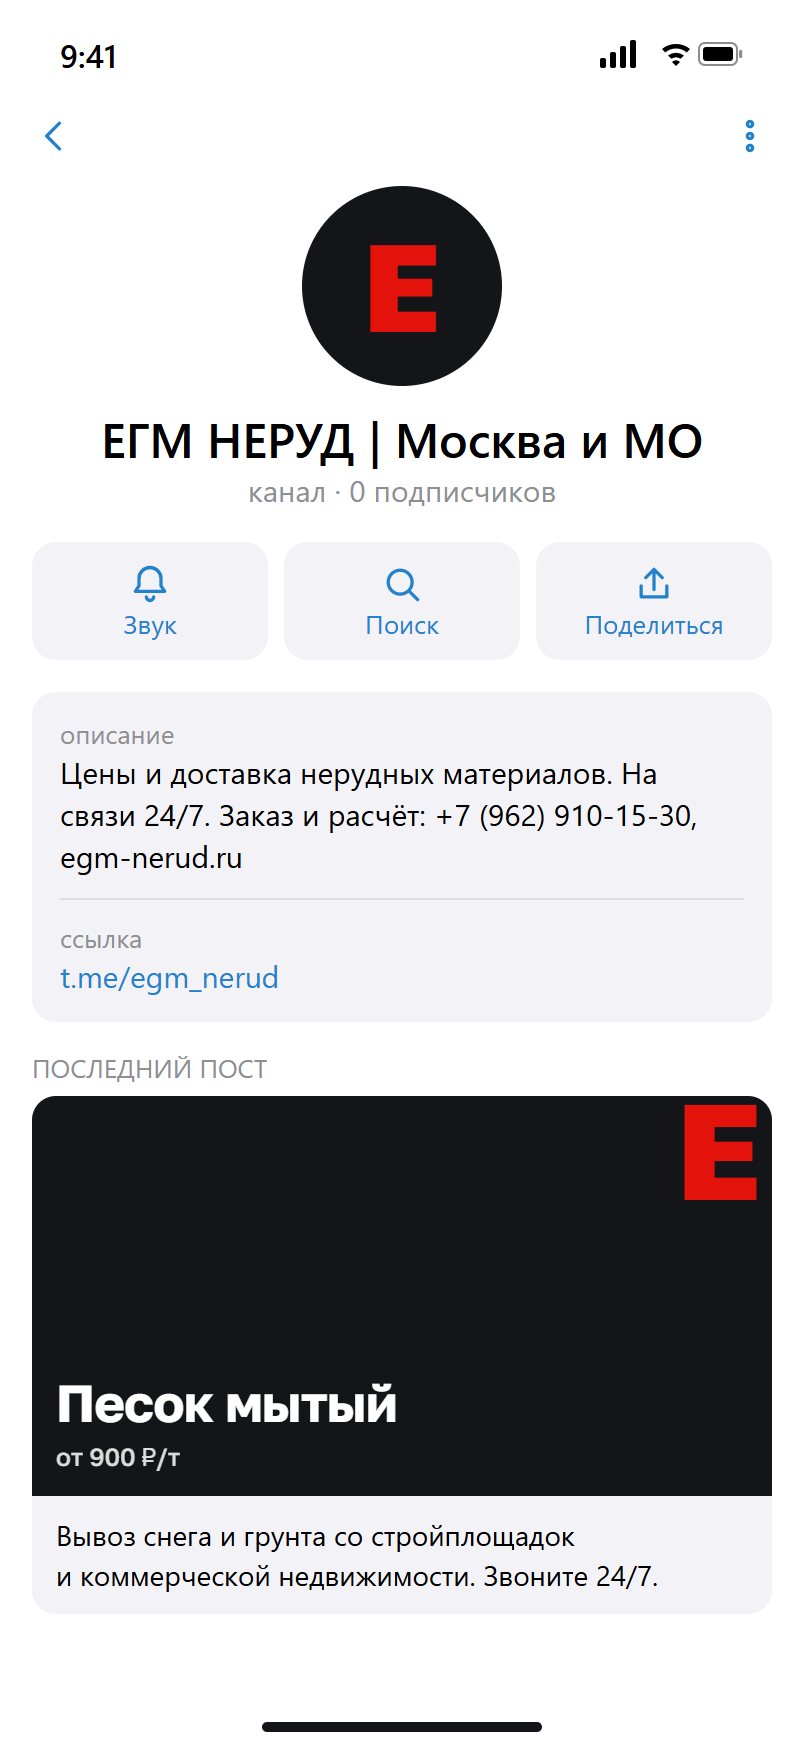 9:41
E
ЕГМ НЕРУД | Москва и МО
канал · 0 подписчиков
Звук
Поиск
Поделиться
описание
Цены и доставка нерудных материалов. На
связи 24/7. Заказ и расчёт: +7 (962) 910-15-30,
egm-nerud.ru
ссылка
t.me/egm_nerud
ПОСЛЕДНИЙ ПОСТ
E
Песок мытый
от 900 ₽/т
Вывоз снега и грунта со стройплощадок
и коммерческой недвижимости. Звоните 24/7.